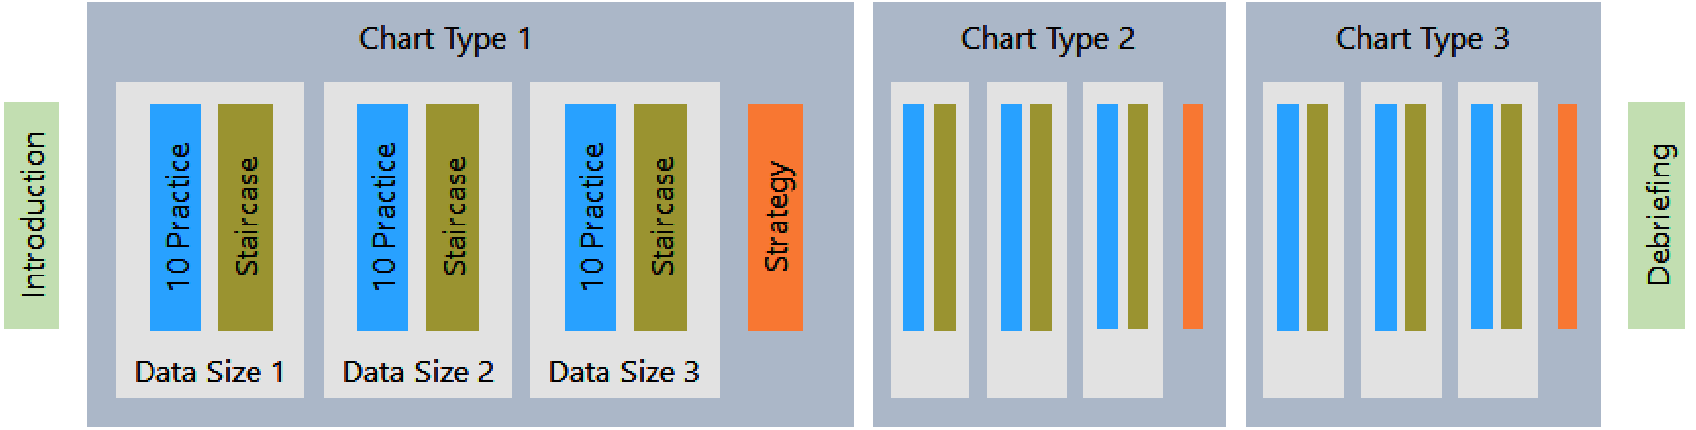 Introduction
Chart Type 1
10 Practice
Staircase
Data Size 1
10 Practice
Staircase
Data Size 2
10 Practice
Staircase
Data Size 3
Strategy
Chart Type 2
Chart Type 3
Debriefing